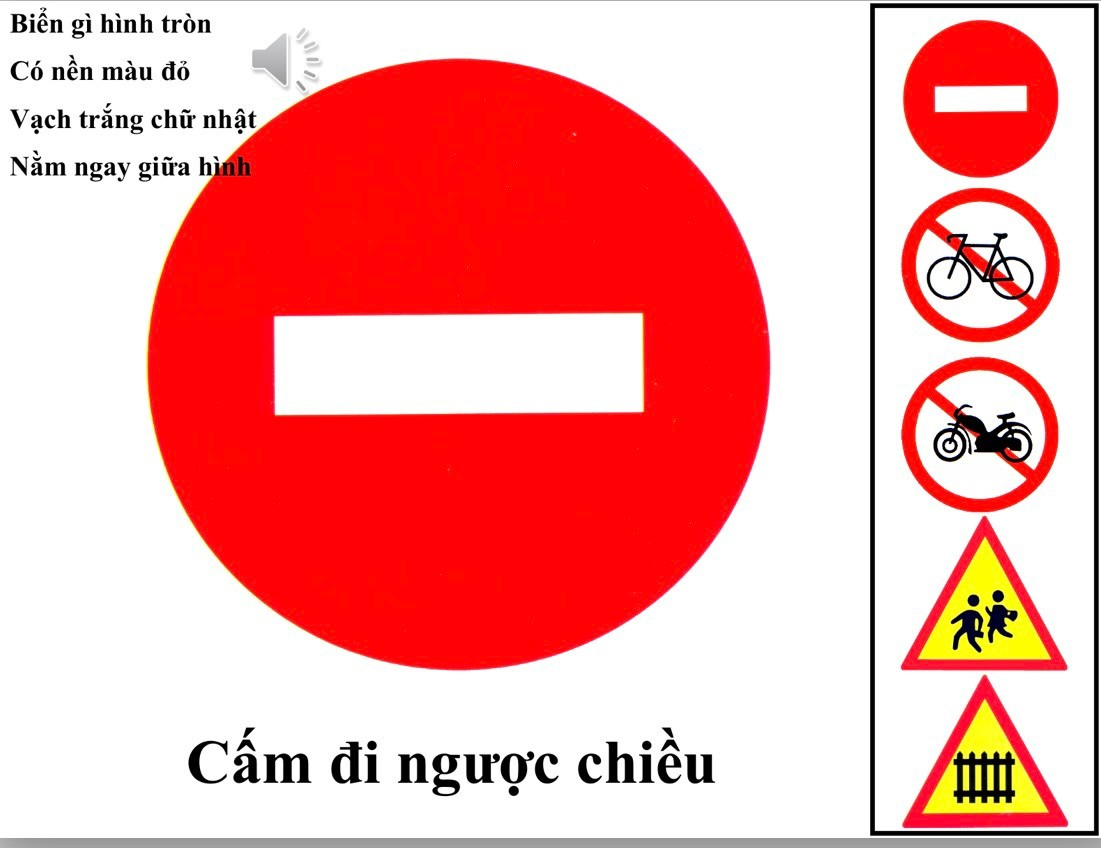 Biển gì hình tròn
Có nền màu đỏ
Vạch trắng chữ nhật
Nằm ngay giữa hình
Cấm đi ngược chiều